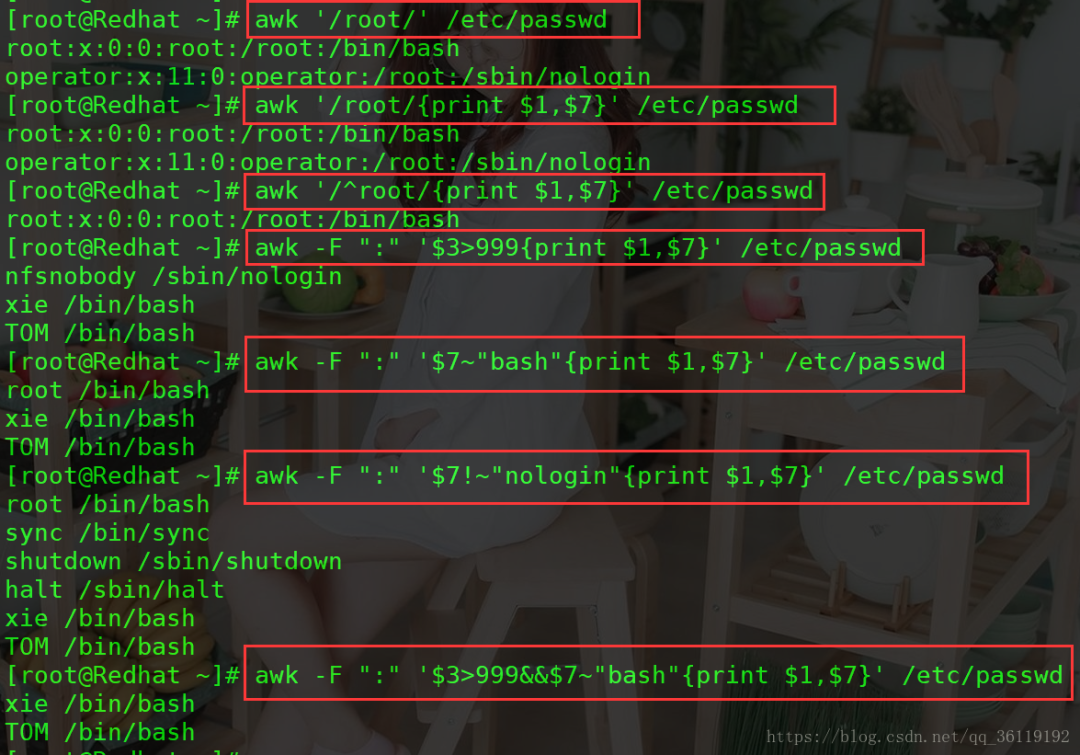 [root@Redhat ~]# awk '/root/' /etc/passwd
root:x:0:0:root:/root:/bin/bash
operator:x:11:0:operator:/root:/sbin/nologin
[root@Redhat ~]# awk '/root/{print $1,$7}' /etc/passwd
root:x:0:0:root:/root:/bin/bash
operator:x:11:0:operator:/root:/sbin/nologin
[root@Redhat ~]# awk '/^root/{print $1,$7}' /etc/passwd
root:x:0:0:root:/root:/bin/bash
[root@Redhat ~]# awk -F ":" '$3>999{print $1,$7}' /etc/passwd
nfsnobody /sbin/nologin
xie /bin/bash
TOM /bin/bash
[root@Redhat ~]# awk -F ":" '$7~"bash"{print $1,$7}'  /etc/passwd
root /bin/bash
xie /bin/bash
TOM /bin/bash
[root@Redhat ~]# awk -F ":" '$7!~"nologin"{print $1,$7}' /etc/passwd
root /bin/bash
sync /bin/sync
shutdown /sbin/shutdown
halt /sbin/halt
xie /bin/bash
TOM /bin/bash
[root@Redhat ~]# awk -F ":" '$3>999&&$7~"bash"{print $1,$7}' /etc/passwd
xie /bin/bash
TOM /bin/bash
https://blog.csdn.net/qq_36119192